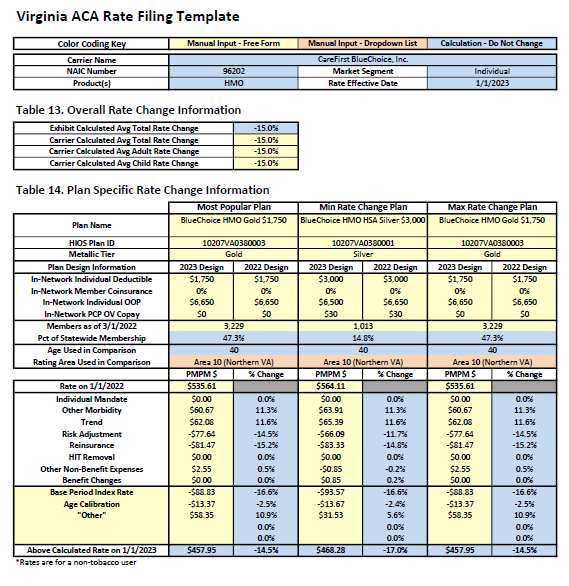 Virginia ACA Rate Filing Template
Color Coding Key Manual Input - Free Form Manual Input - Dropdown List Calculation - Do Not Change
Carrier Name CareFirst BlueChoice, Inc.
NAIC Number 96202 Market Segment Individual
Product(s) HMO Rate Effective Date 1/1/2023
Table 13. Overall Rate Change Information
Exhibit Calculated Avg Total Rate Change -15.0%
Carrier Calculated Avg Total Rate Change -15.0%
Carrier Calculated Avg Adult Rate Change -15.0%
Carrier Calculated Avg Child Rate Change -15.0%
Table 14. Plan Specific Rate Change Information
Most Popular Plan Min Rate Change Plan Max Rate Change Plan
Plan Name BlueChoice HMO Gold $1,750 BlueChoice HMO HSA Silver $3,000 BlueChoice HMO Gold $1,750
HIOS Plan ID 10207VA0380003 10207VA0380001 10207VA0380003
Metallic Tier Gold Silver Gold
Plan Design Information 2023 Design 2022 Design 2023 Design 2022 Design 2023 Design 2022 Design
In-Network Individual Deductible $1,750 $1,750 $3,000 $3,000 $1,750 $1,750
In-Network Member Coinsurance 0% 0% 0% 0% 0% 0%
In-Network Individual OOP $6,650 $6,650 $6,500 $6,650 $6,650 $6,650
In-Network PCP OV Copay $0 $0 $30 $30 $0 $0
Members as of 3/1/2022 3,229 1,013 3,229
Pct of Statewide Membership 47.3% 14.8% 47.3%
Age Used in Comparison 40 40 40
Rating Area Used in Comparison Area 10 (Northern VA) Area 10 (Northern VA) Area 10 (Northern VA)
PMPM $ % Change PMPM $ % Change PMPM $ % Change
Rate on 1/1/2022 $535.61 $564.11 $535.61
Individual Mandate $0.00 0.0% $0.00 0.0% $0.00 0.0%
Other Morbidity $60.67 11.3% $63.91 11.3% $60.67 11.3%
Trend $62.08 11.6% $65.39 11.6% $62.08 11.6%
Risk Adjustment -$77.64 -14.5% -$66.09 -11.7% -$77.64 -14.5%
Reinsurance -$81.47 -15.2% -$83.33 -14.8% -$81.47 -15.2%
HIT Removal $0.00 0.0% $0.00 0.0% $0.00 0.0%
Other Non-Benefit Expenses $2.55 0.5% -$0.85 -0.2% $2.55 0.5%
Benefit Changes $0.00 0.0% $0.85 0.2% $0.00 0.0%
Base Period Index Rate -$88.83 -16.6% -$93.57 -16.6% -$88.83 -16.6%
Age Calibration -$13.37 -2.5% -$13.67 -2.4% -$13.37 -2.5%
"Other" $58.35 10.9% $31.53 5.6% $58.35 10.9%
0.0% 0.0% 0.0%
0.0% 0.0% 0.0%
Above Calculated Rate on 1/1/2023 $457.95 -14.5% $468.28 -17.0% $457.95 -14.5%
*Rates are for a non-tobacco user